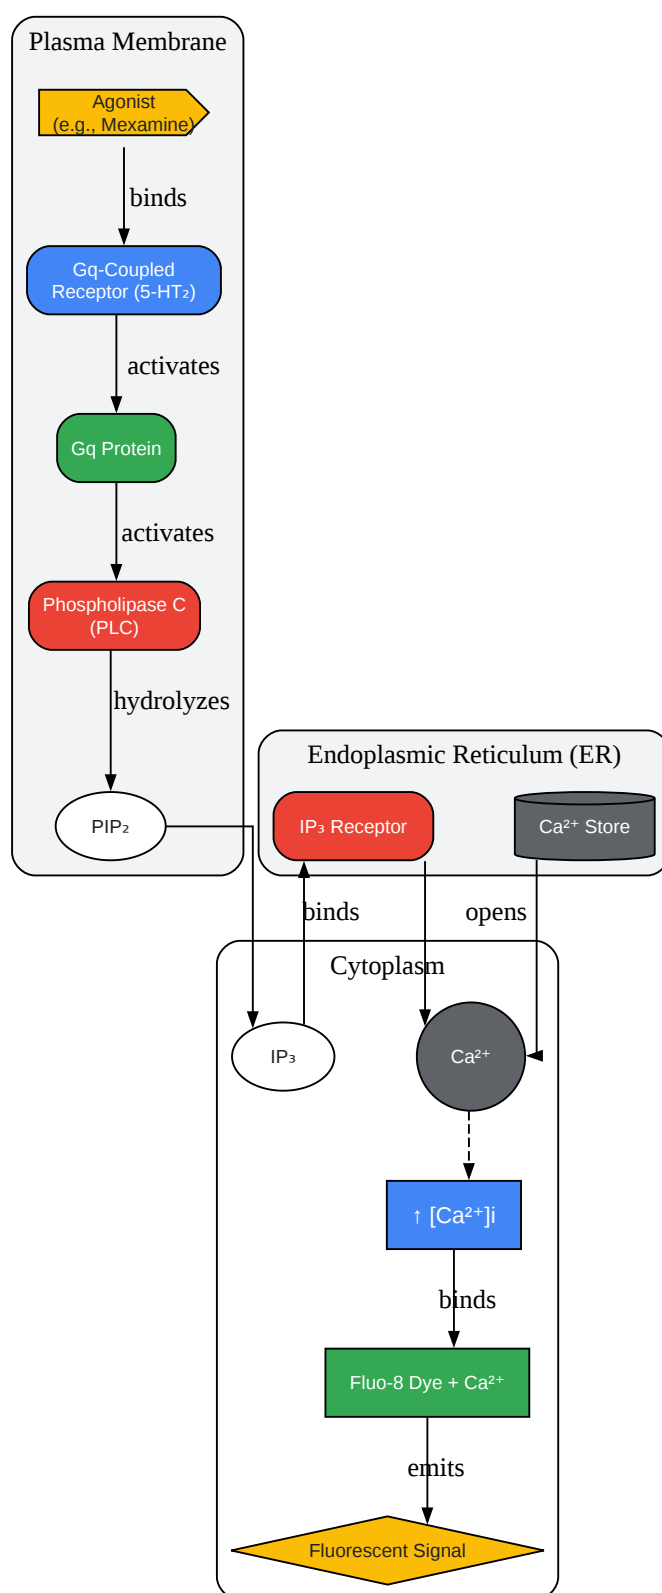 Plasma Membrane
Agonist
(e.g., Mexamine)
binds
Gq-Coupled
Receptor (5-HT₂)
activates
Gq Protein
activates
Phospholipase C
(PLC)
hydrolyzes
PIP₂
Endoplasmic Reticulum (ER)
IP₃ Receptor
Ca²⁺ Store
binds
opens
Cytoplasm
IP₃
Ca²⁺
↑ [Ca²⁺]i
binds
Fluo-8 Dye + Ca²⁺
emits
Fluorescent Signal